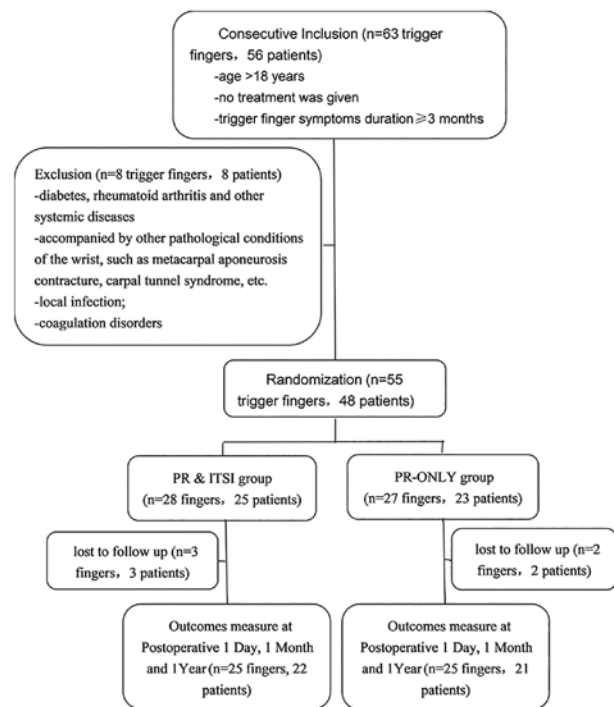 Consecutive Inclusion (n=63 trigger
fingers，56 patients)
-age >18 years
-no treatment was given
-trigger finger symptoms duration≥3 months
Exclusion (n=8 trigger fingers，8 patients)
-diabetes, rheumatoid arthritis and other
systemic diseases
-accompanied by other pathological conditions
of the wrist, such as metacarpal aponeurosis
contracture, carpal tunnel syndrome, etc.
-local infection;
-coagulation disorders
Randomization (n=55
trigger fingers，48 patients)
PR & ITSI group
(n=28 fingers，25 patients)
PR-ONLY group
(n=27 fingers，23 patients)
lost to follow up (n=3
fingers，3 patients)
lost to follow up (n=2
fingers，2 patients)
Outcomes measure at
Postoperative 1 Day, 1 Month
and 1Year(n=25 fingers, 22
patients)
Outcomes measure at
Postoperative 1 Day, 1 Month
and 1Year(n=25 fingers，21
patients)